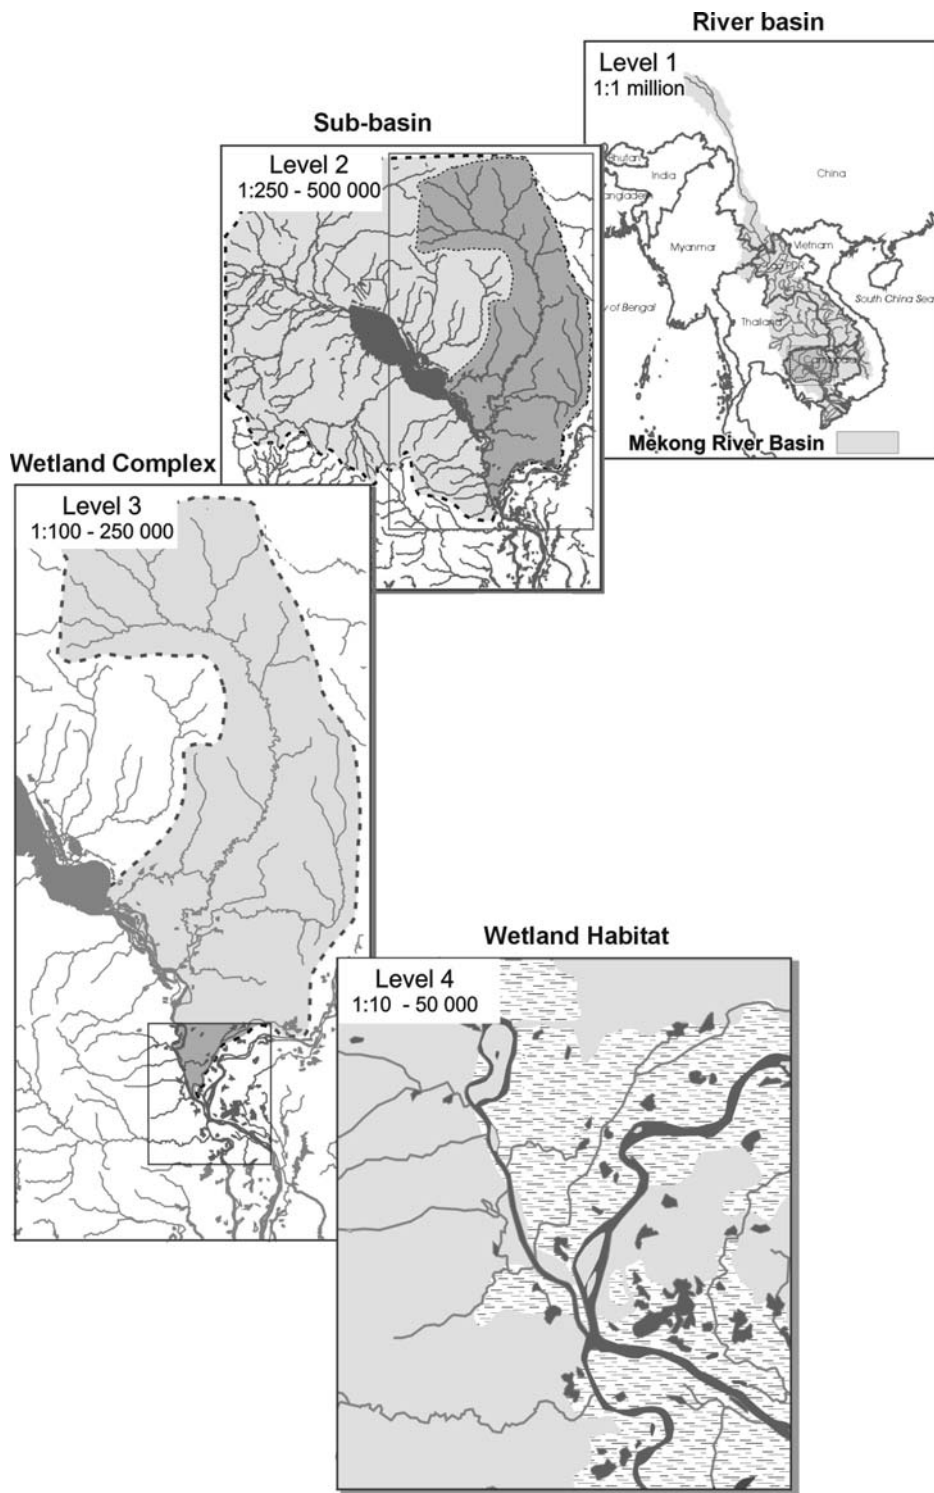 River basin
Level 1
1:1 million
Bhutan
India
China
Myanmar
Vietnam
South China Sea
Thailand
Mekong River Basin
Sub-basin
Level 2
1:250 - 500 000
Wetland Complex
Level 3
1:100 - 250 000
Wetland Habitat
Level 4
1:10 - 50 000